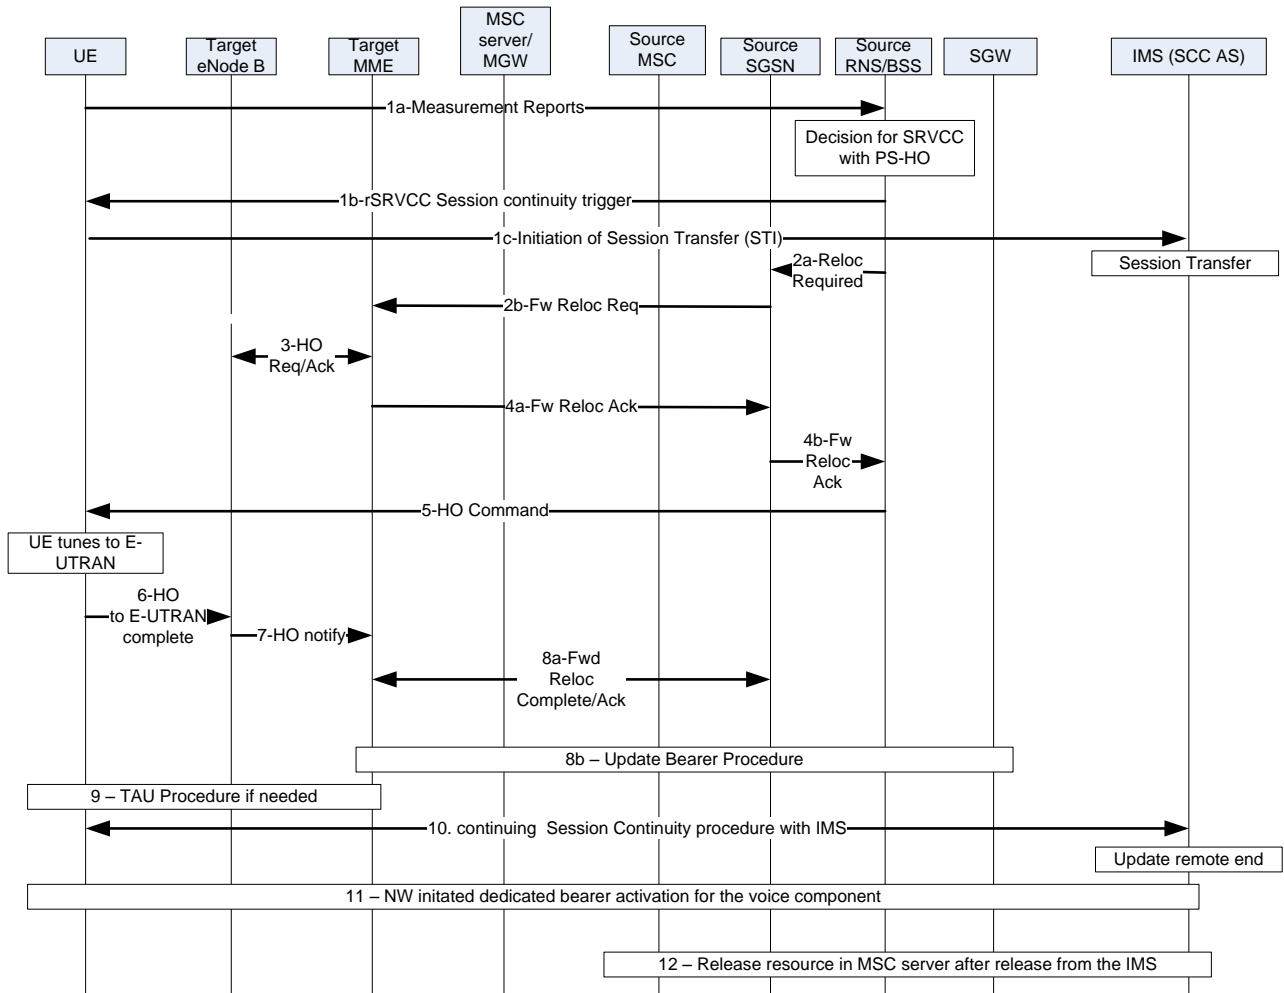 UE
Target
eNode B
Target
MME
MSC
server/
MGW
Source
MSC
Source
SGSN
Source
RNS/BSS
SGW
IMS (SCC AS)
1a-Measurement Reports
Decision for SRVCC
with PS-HO
1b-rSRVCC Session continuity trigger
1c-Initiation of Session Transfer (STI)
Session Transfer
2a-Reloc
Required
2b-Fw Reloc Req
3-HO
Req/Ack
4a-Fw Reloc Ack
4b-Fw
Reloc
Ack
5-HO Command
UE tunes to E-
UTRAN
6-HO
to E-UTRAN
complete
7-HO notify
8a-Fwd
Reloc
Complete/Ack
8b – Update Bearer Procedure
9 – TAU Procedure if needed
10. continuing Session Continuity procedure with IMS
Update remote end
11 – NW initated dedicated bearer activation for the voice component
12 – Release resource in MSC server after release from the IMS